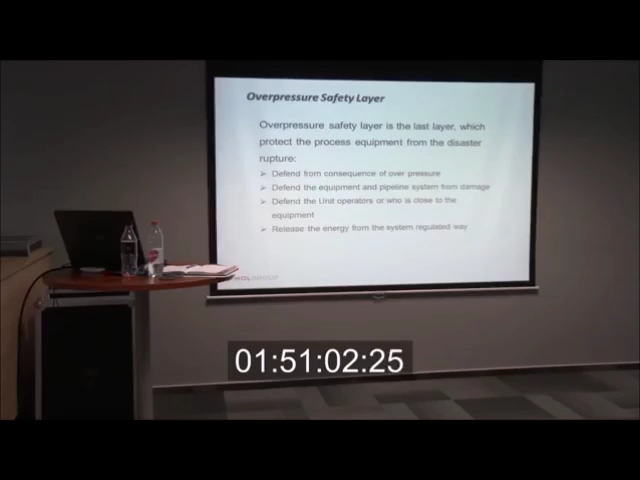 Overpressure Safety Layer
Overpressure safety layer is the last layer, which
protect the process equipment from the disaster
rupture:
➢ Defend from consequence of over pressure
➢ Defend the equipment and pipeline system from damage
➢ Defend the Unit operators or who is close to the
equipment
➢ Release the energy from the system regulated way
01:51:02:25